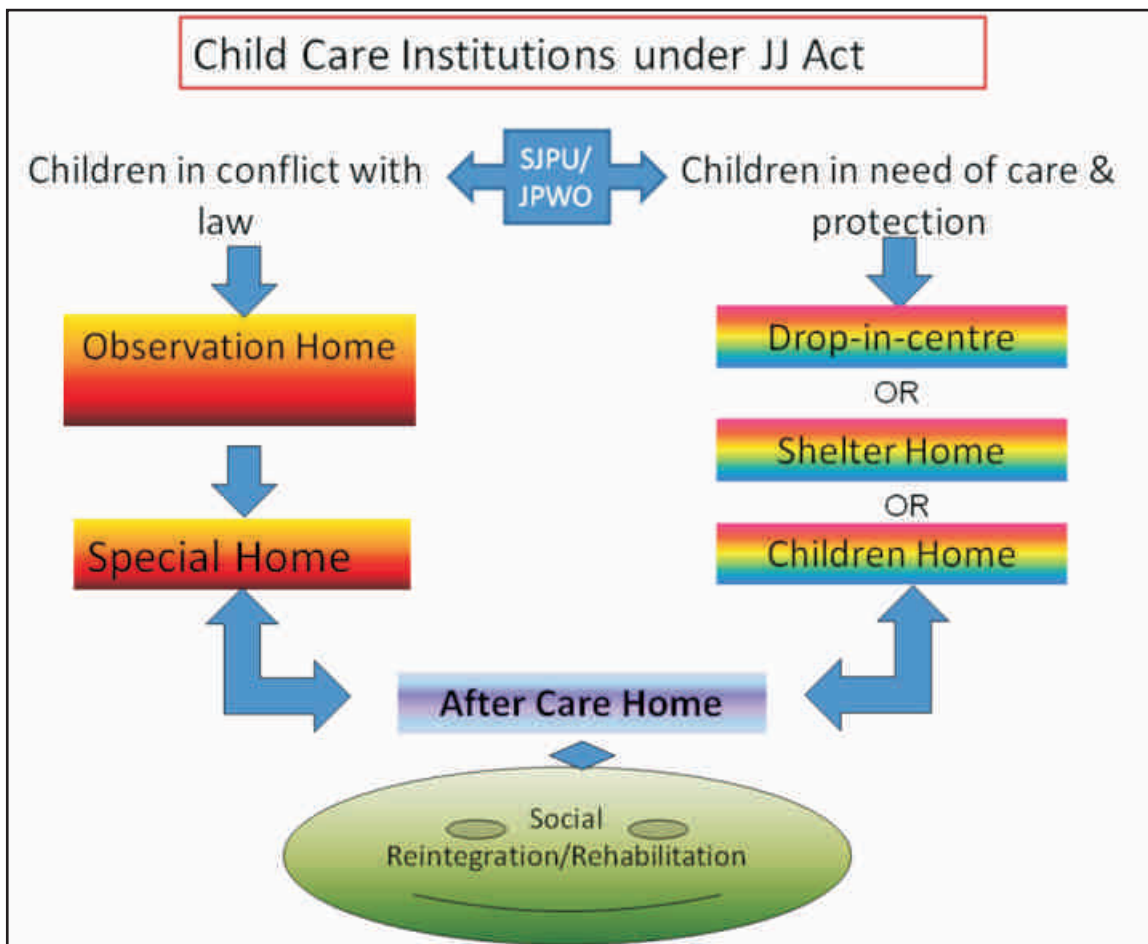 Child Care Institutions under JJ Act
Children in conflict with
law
SJPU/
JPWO
Children in need of care &
protection
Observation Home
Special Home
Drop-in-centre
OR
Shelter Home
OR
Children Home
After Care Home
Social
Reintegration/Rehabilitation